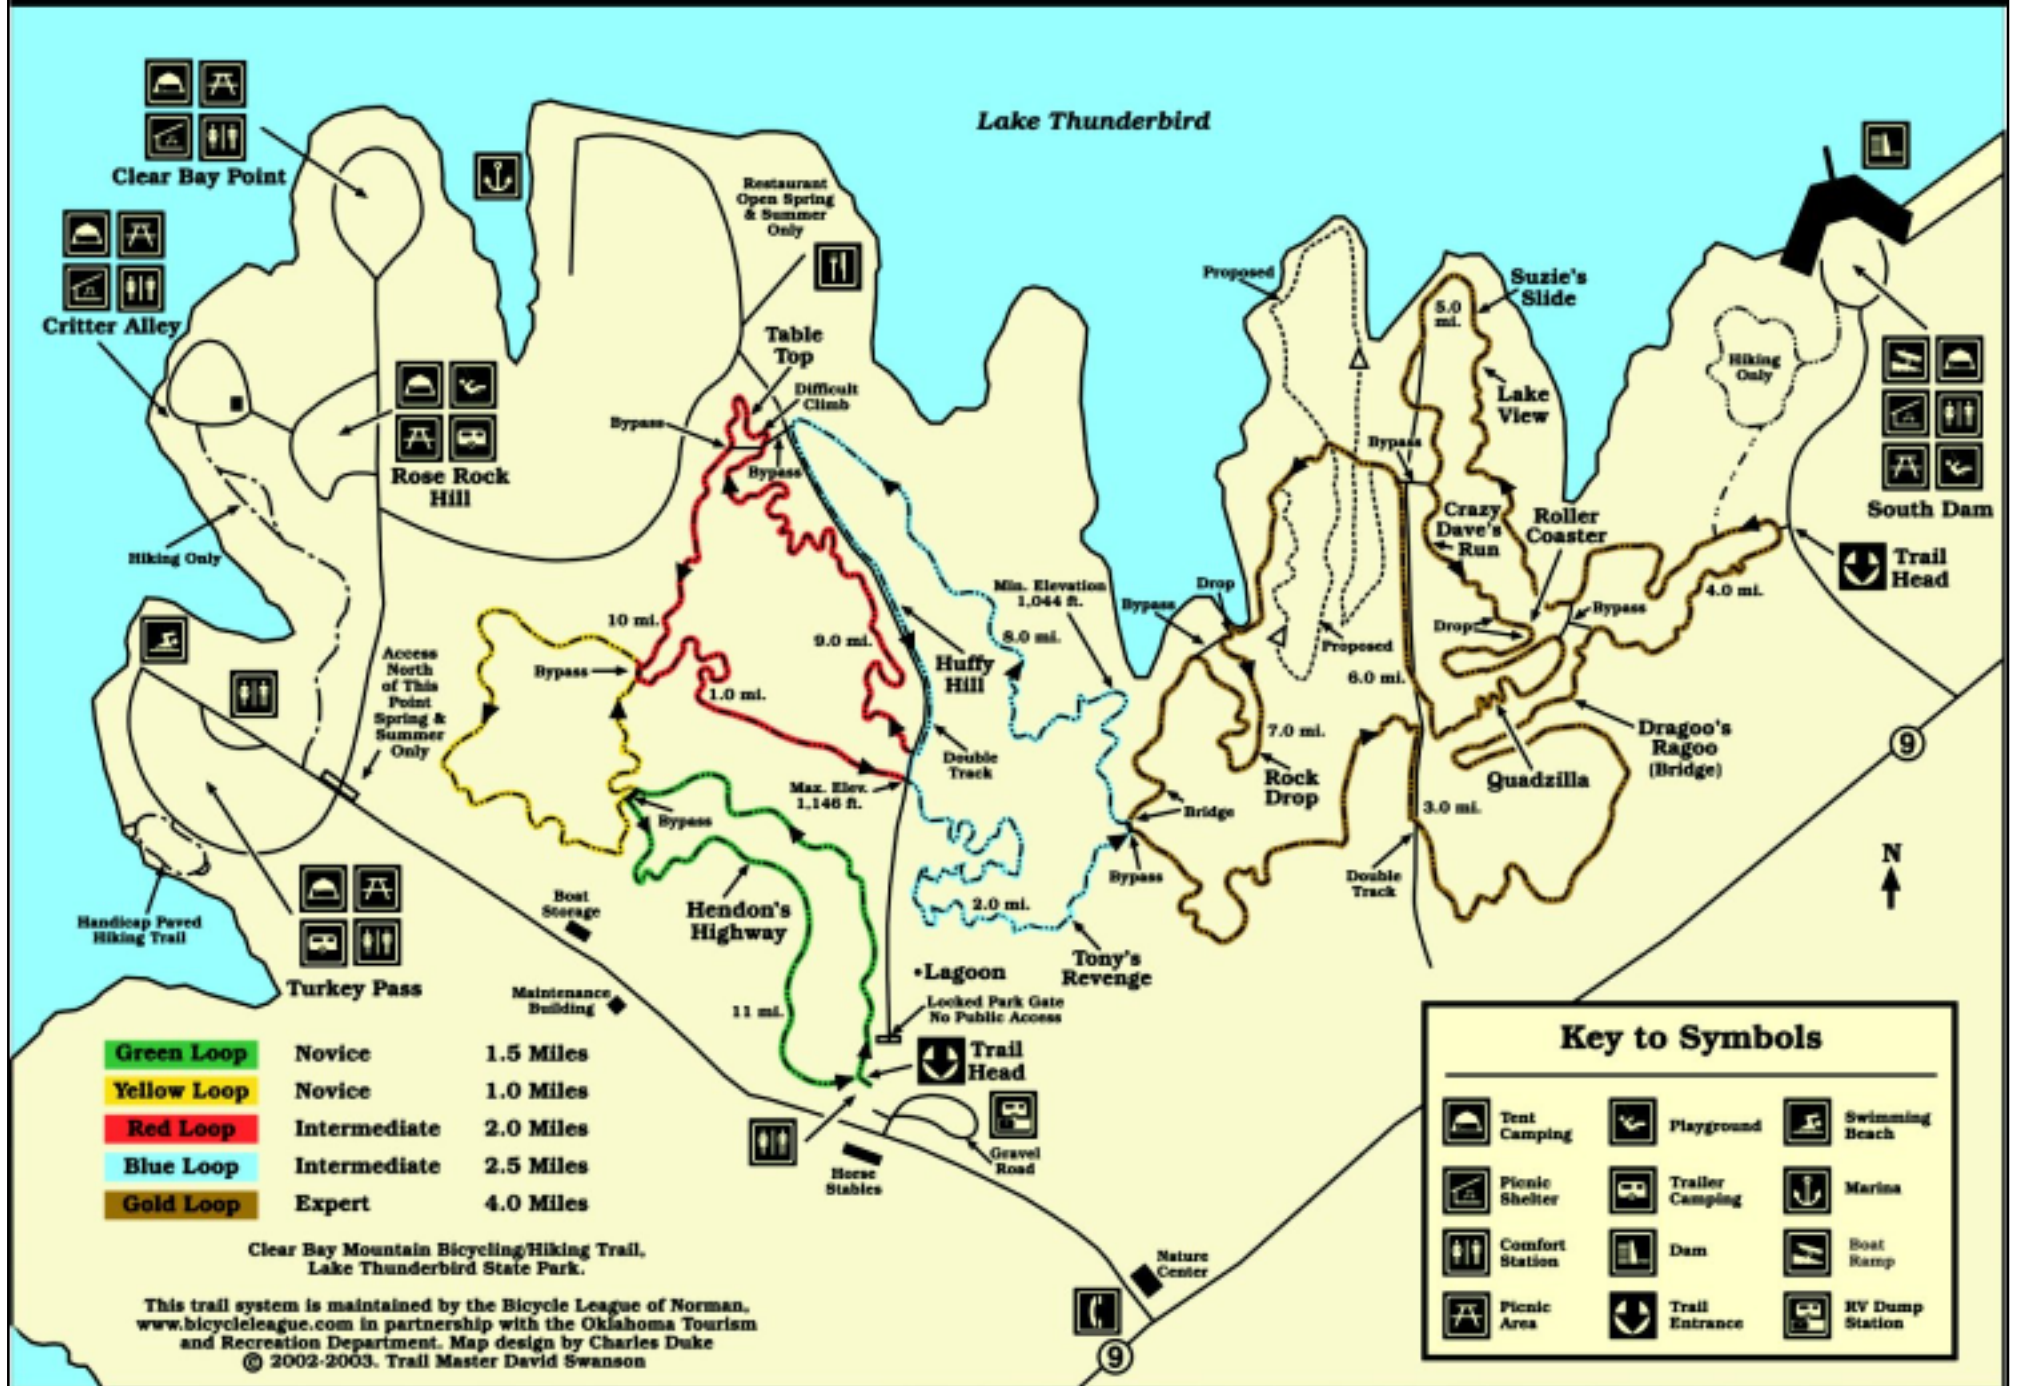 Lake Thunderbird
Clear Bay Point
Critter Alley
Restaurant
Open Spring
& Summer
Only
Table
Top
Difficult
Climb
Bypass
Bypass
Rose Rock
Hill
Hiking Only
Proposed
Suzie's
Slide
5.0
mi.
Lake
View
Bypass
Crazy
Dave's
Run
Roller
Coaster
Hiking
Only
South Dam
Trail
Head
4.0 mi.
Bypass
Drop
Drop
Bypass
Min. Elevation
1,044 ft.
8.0 mi.
Proposed
6.0 mi.
10 mi.
Bypass
9.0 mi.
Huffy
Hill
1.0 mi.
Access
North
of This
Point
Spring &
Summer
Only
Double
Track
Max. Elev.
1,146 ft.
7.0 mi.
Rock
Drop
Dragoo's
Ragoo
(Bridge)
Quadzilla
9
Bridge
3.0 mi.
Bypass
Bypass
Double
Track
N
Boat
Storage
Hendon's
Highway
2.0 mi.
Tony's
Revenge
Handicap Paved
Hiking Trail
Turkey Pass
Maintenance
Building
11 mi.
•Lagoon
Locked Park Gate
No Public Access
Trail
Head
Gravel
Road
Horse
Stables
Nature
Center
9
Green Loop Novice 1.5 Miles
Yellow Loop Novice 1.0 Miles
Red Loop Intermediate 2.0 Miles
Blue Loop Intermediate 2.5 Miles
Gold Loop Expert 4.0 Miles
Clear Bay Mountain Bicycling/Hiking Trail,
Lake Thunderbird State Park.
This trail system is maintained by the Bicycle League of Norman,
www.bicycleleague.com in partnership with the Oklahoma Tourism
and Recreation Department. Map design by Charles Duke
© 2002-2003. Trail Master David Swanson
Key to Symbols
Tent
Camping
Playground
Swimming
Beach
Picnic
Shelter
Trailer
Camping
Marina
Comfort
Station
Dam
Boat
Ramp
Picnic
Area
Trail
Entrance
RV Dump
Station